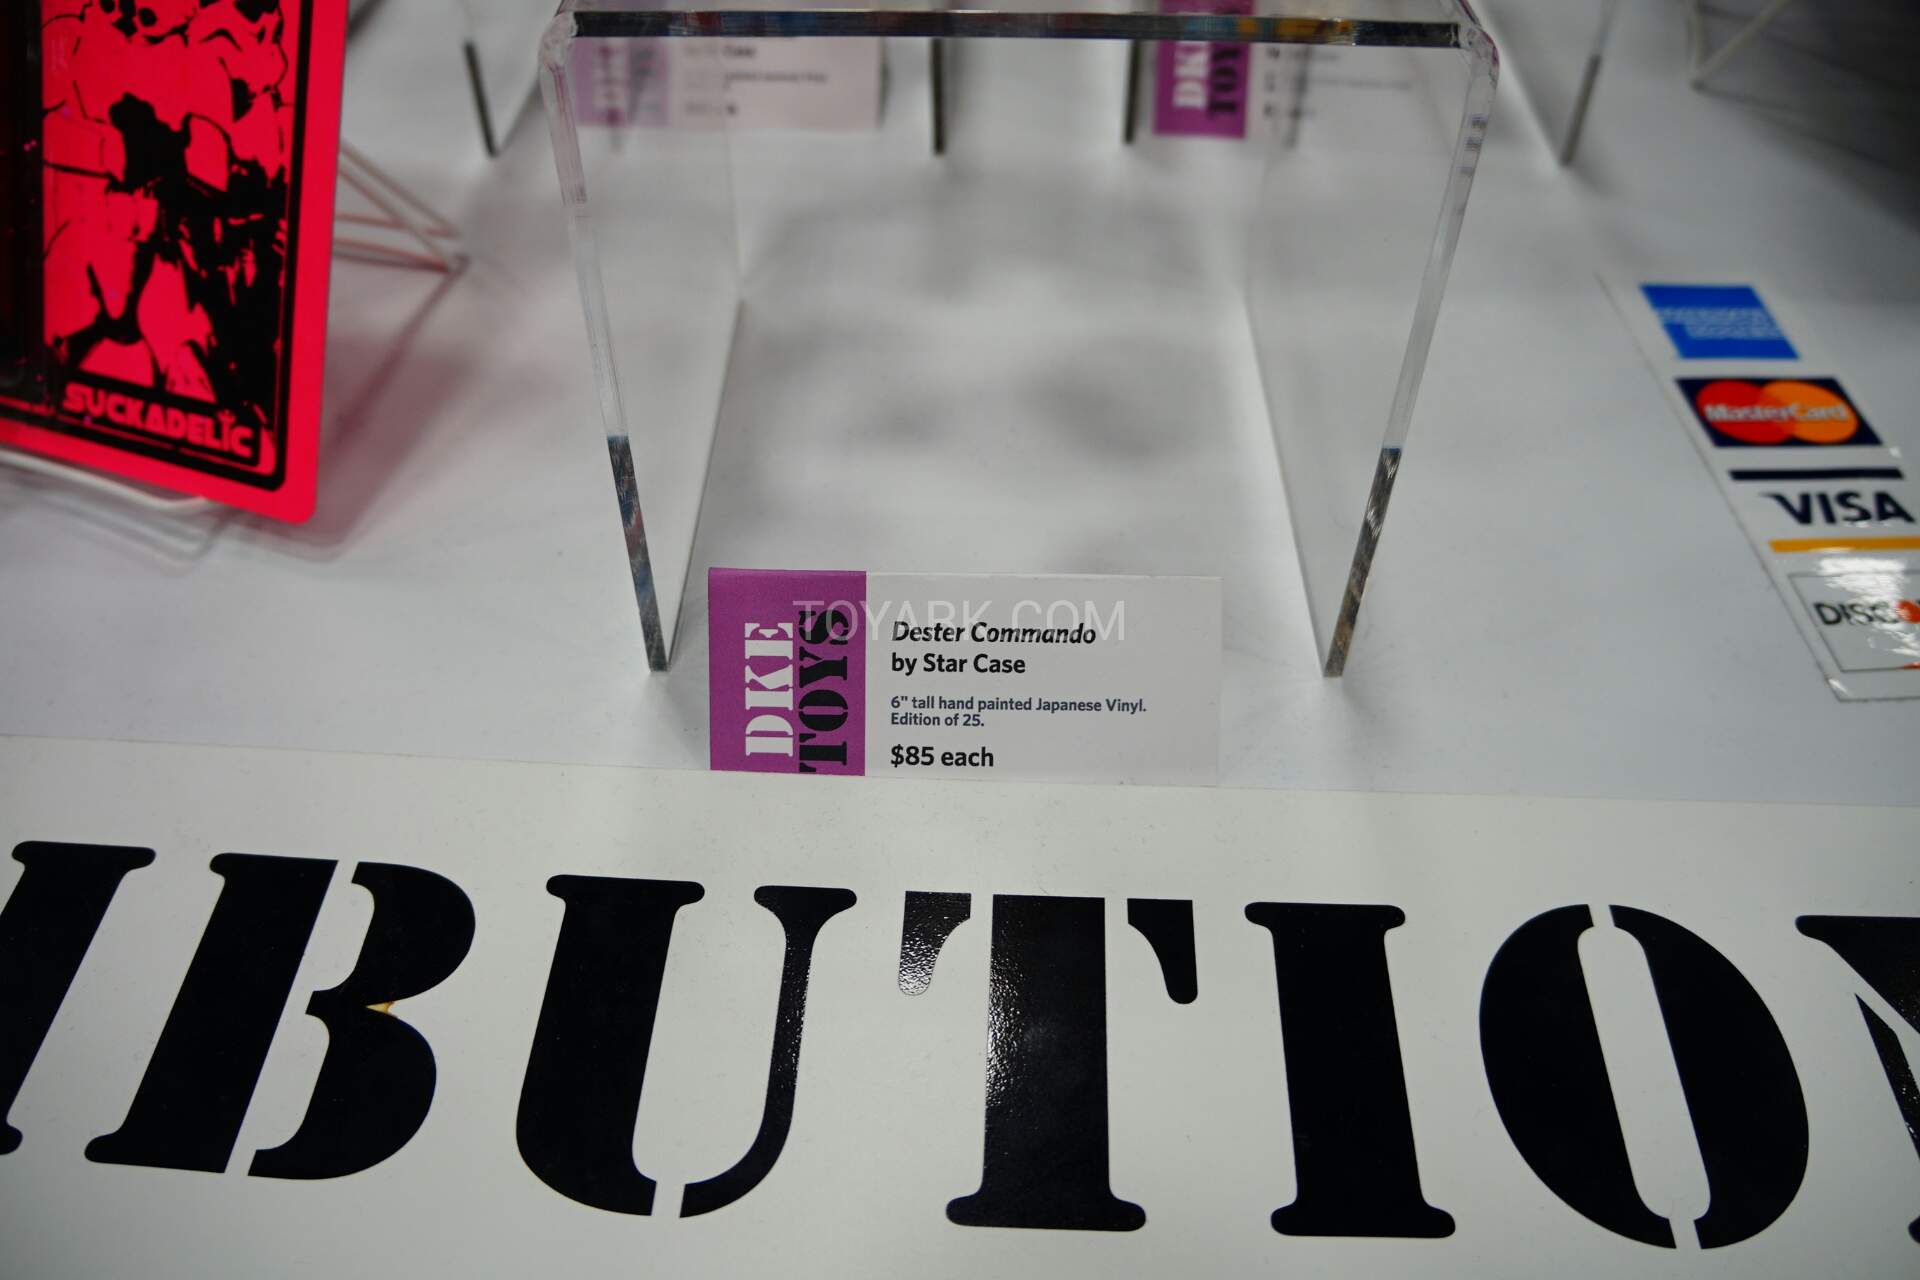 SUCKADELIC
MasterCard
VISA
TOYARK.COM
DKE
TOYS
Dester Commando
by Star Case
6" tall hand painted Japanese Vinyl.
Edition of 25.
$85 each
IBUTION